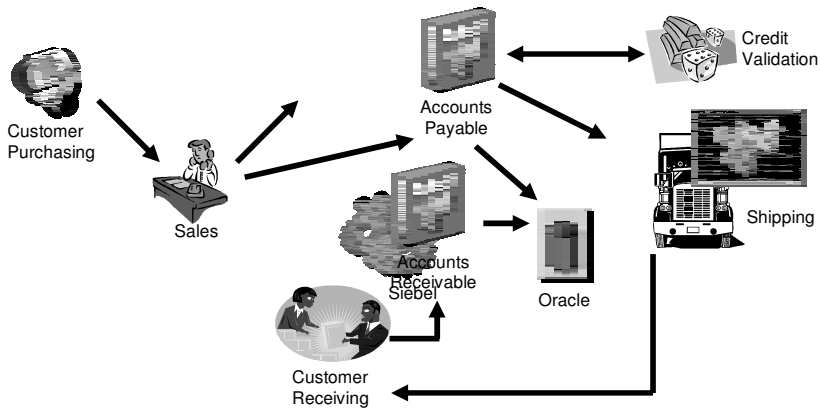 Credit
Validation
Accounts
Payable
Customer
Purchasing
Sales
Shipping
Accounts
Receivable
Siebel
Oracle
Customer
Receiving